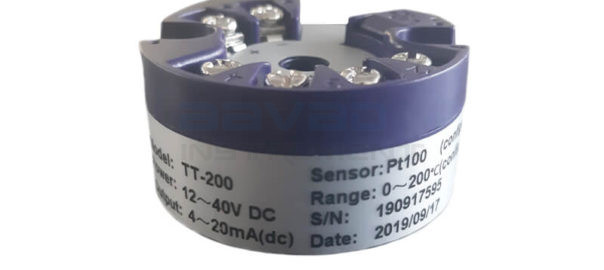 Model: TT-200
Power: 12～40V DC
Output: 4～20mA(dc)
Sensor: Pt100
Range: 0～200℃
S/N: 190917595
Date: 2019/09/17